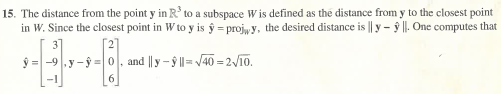 15. The distance from the point y in ℝ³ to a subspace W is defined as the distance from y to the closest point
in W. Since the closest point in W to y is ŷ = proj_W y, the desired distance is || y − ŷ ||. One computes that
ŷ = [3 −9 −1], y − ŷ = [2 0 6], and || y − ŷ || = √40 = 2√10.